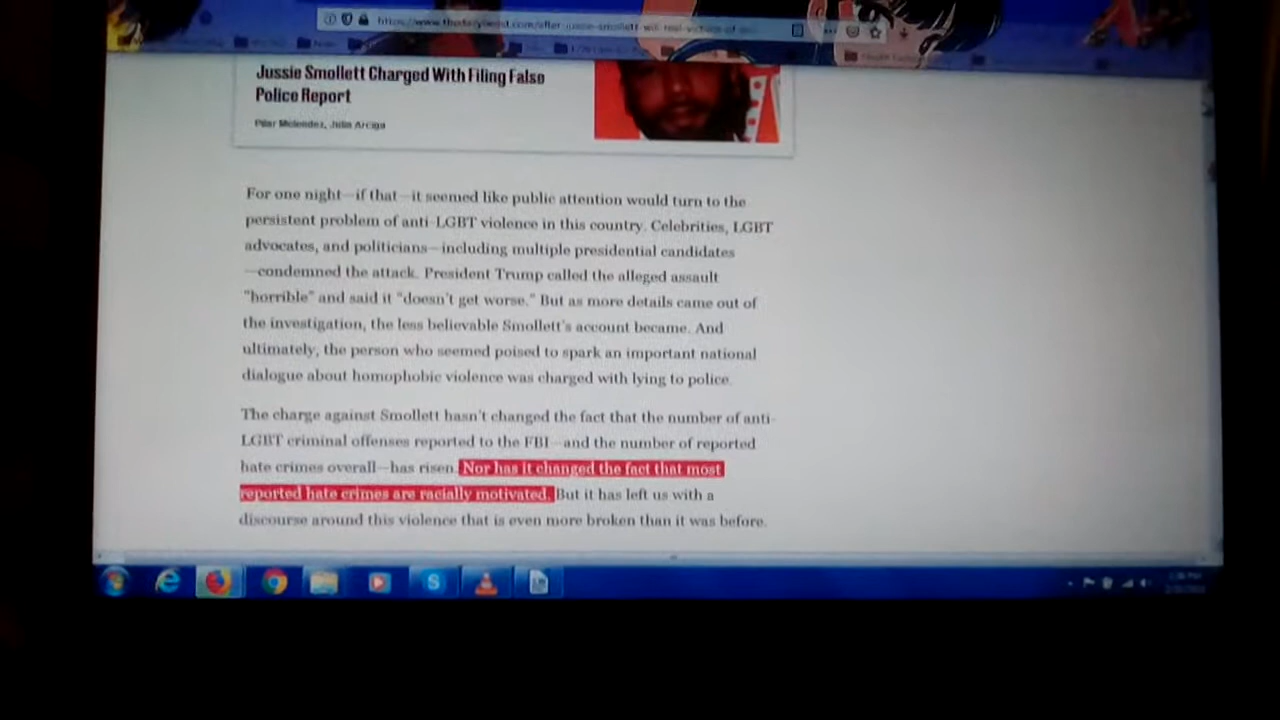 Jussie Smollett Charged With Filing False
Police Report
Pilar Melendez, Julia Arciga
For one night—if that—it seemed like public attention would turn to the
persistent problem of anti-LGBT violence in this country. Celebrities, LGBT
advocates, and politicians—including multiple presidential candidates
—condemned the attack. President Trump called the alleged assault
"horrible" and said it "doesn't get worse." But as more details came out of
the investigation, the less believable Smollett's account became. And
ultimately, the person who seemed poised to spark an important national
dialogue about homophobic violence was charged with lying to police.
The charge against Smollett hasn't changed the fact that the number of anti-
LGBT criminal offenses reported to the FBI—and the number of reported
hate crimes overall—has risen. Nor has it changed the fact that most
reported hate crimes are racially motivated. But it has left us with a
discourse around this violence that is even more broken than it was before.